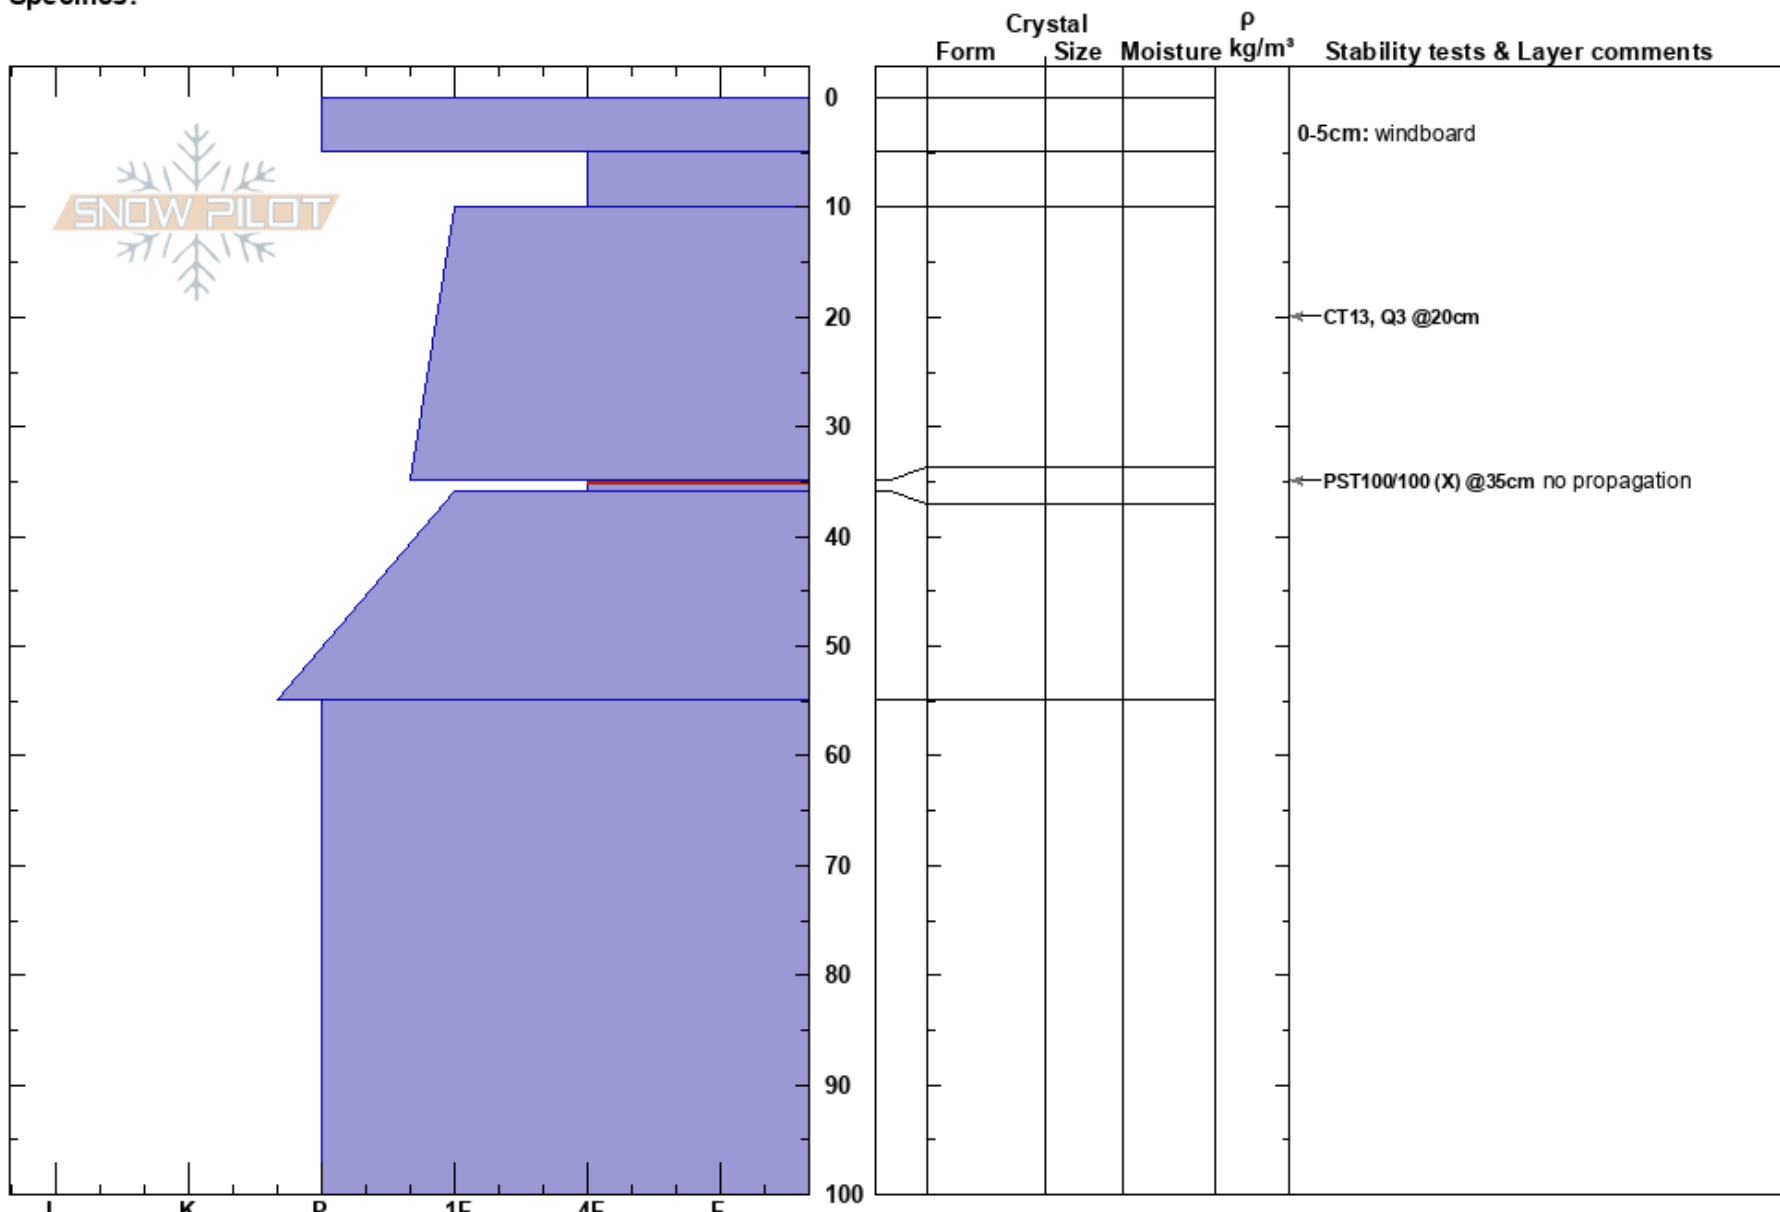 Crystal
ρ
Form Size Moisture kg/m³ Stability tests & Layer comments
0
0-5cm: windboard
SNOW PILOT
10
20
CT13, Q3 @20cm
30
PST100/100 (X) @35cm no propagation
40
50
60
70
80
90
100
K P 1F 4F F